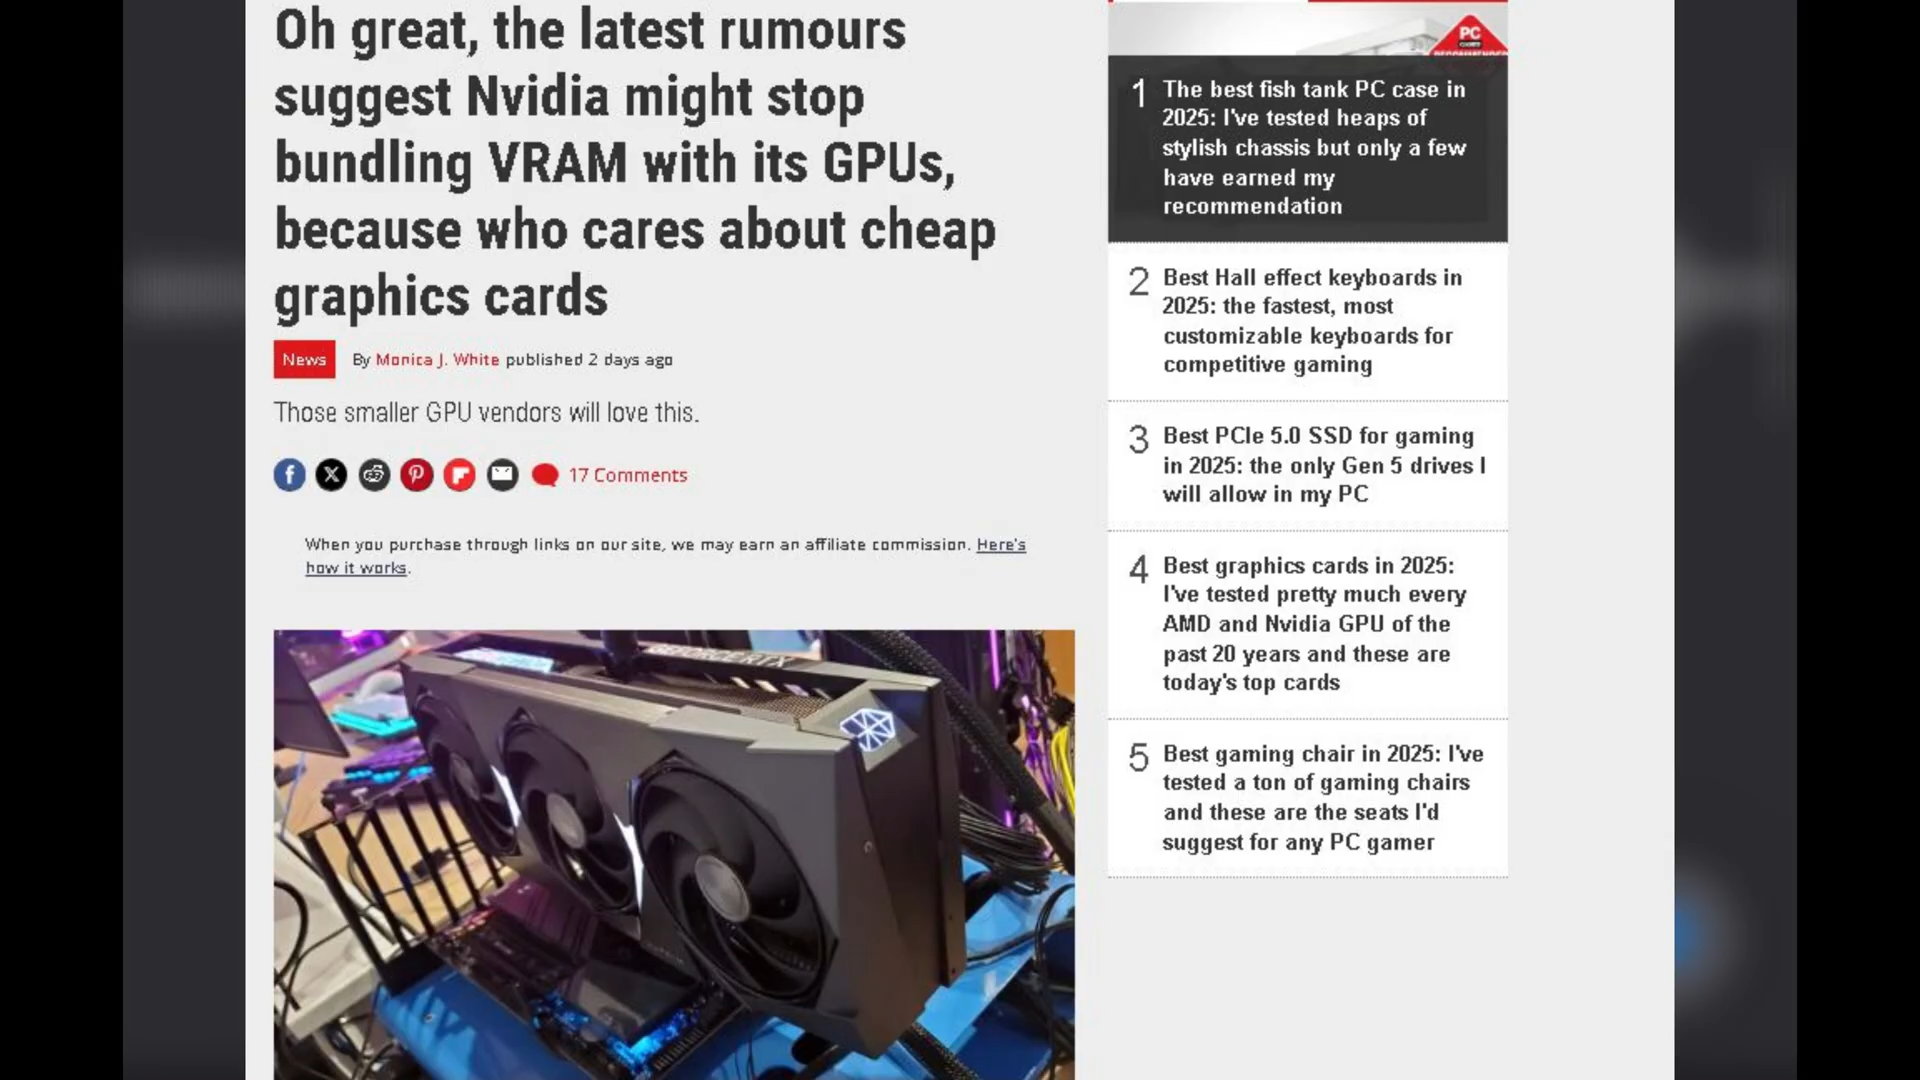 Oh great, the latest rumours
suggest Nvidia might stop
bundling VRAM with its GPUs,
because who cares about cheap
graphics cards
News
By Monica J. White published 2 days ago
Those smaller GPU vendors will love this.
17 Comments
When you purchase through links on our site, we may earn an affiliate commission. Here's
how it works.
GEFORCE RTX
PC
GAMER
RECOMMENDED
1
The best fish tank PC case in
2025: I've tested heaps of
stylish chassis but only a few
have earned my
recommendation
2
Best Hall effect keyboards in
2025: the fastest, most
customizable keyboards for
competitive gaming
3
Best PCIe 5.0 SSD for gaming
in 2025: the only Gen 5 drives I
will allow in my PC
4
Best graphics cards in 2025:
I've tested pretty much every
AMD and Nvidia GPU of the
past 20 years and these are
today's top cards
5
Best gaming chair in 2025: I've
tested a ton of gaming chairs
and these are the seats I'd
suggest for any PC gamer